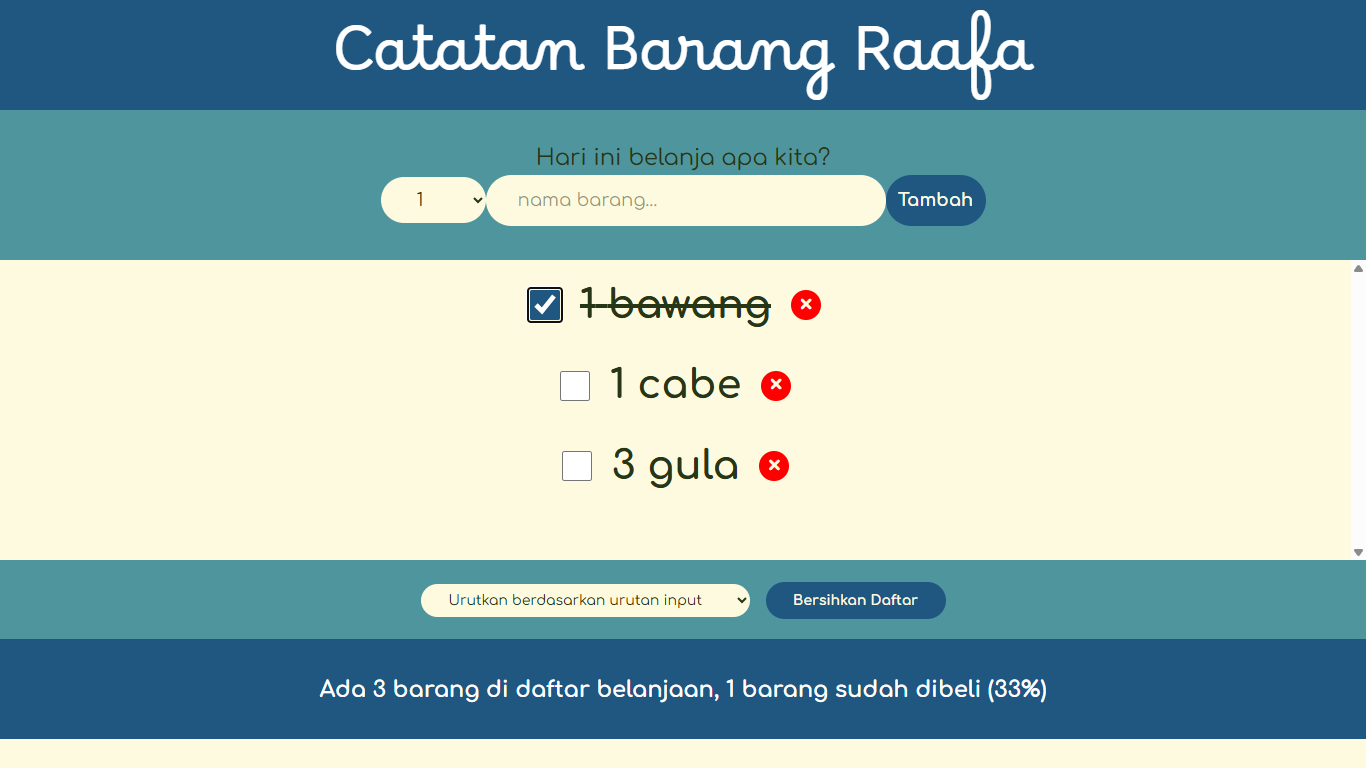 Catatan Barang Raafa
Hari ini belanja apa kita?
1 nama barang... Tambah
1 bawang
1 cabe
3 gula
Urutkan berdasarkan urutan input Bersihkan Daftar
Ada 3 barang di daftar belanjaan, 1 barang sudah dibeli (33%)